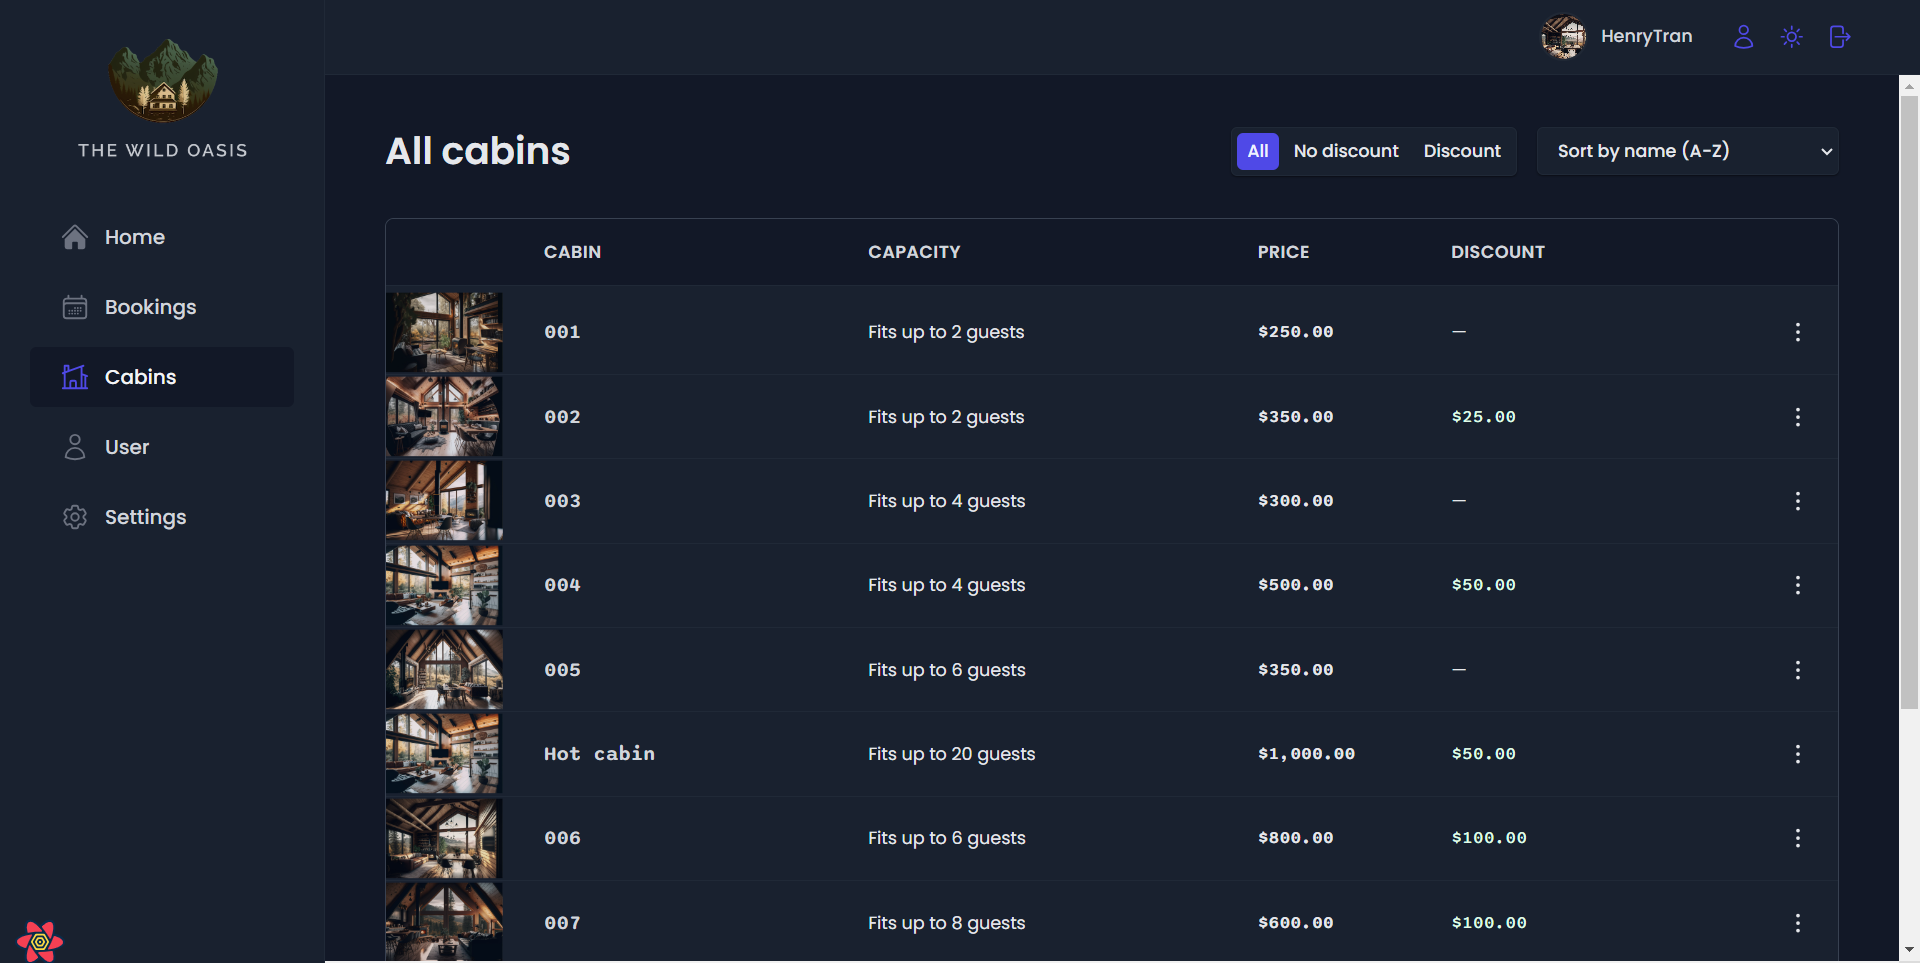 THE WILD OASIS
Home
Bookings
Cabins
User
Settings
HenryTran
All cabins
All No discount Discount Sort by name (A-Z)
CABIN CAPACITY PRICE DISCOUNT
001 Fits up to 2 guests $250.00 —
002 Fits up to 2 guests $350.00 $25.00
003 Fits up to 4 guests $300.00 —
004 Fits up to 4 guests $500.00 $50.00
005 Fits up to 6 guests $350.00 —
Hot cabin Fits up to 20 guests $1,000.00 $50.00
006 Fits up to 6 guests $800.00 $100.00
007 Fits up to 8 guests $600.00 $100.00